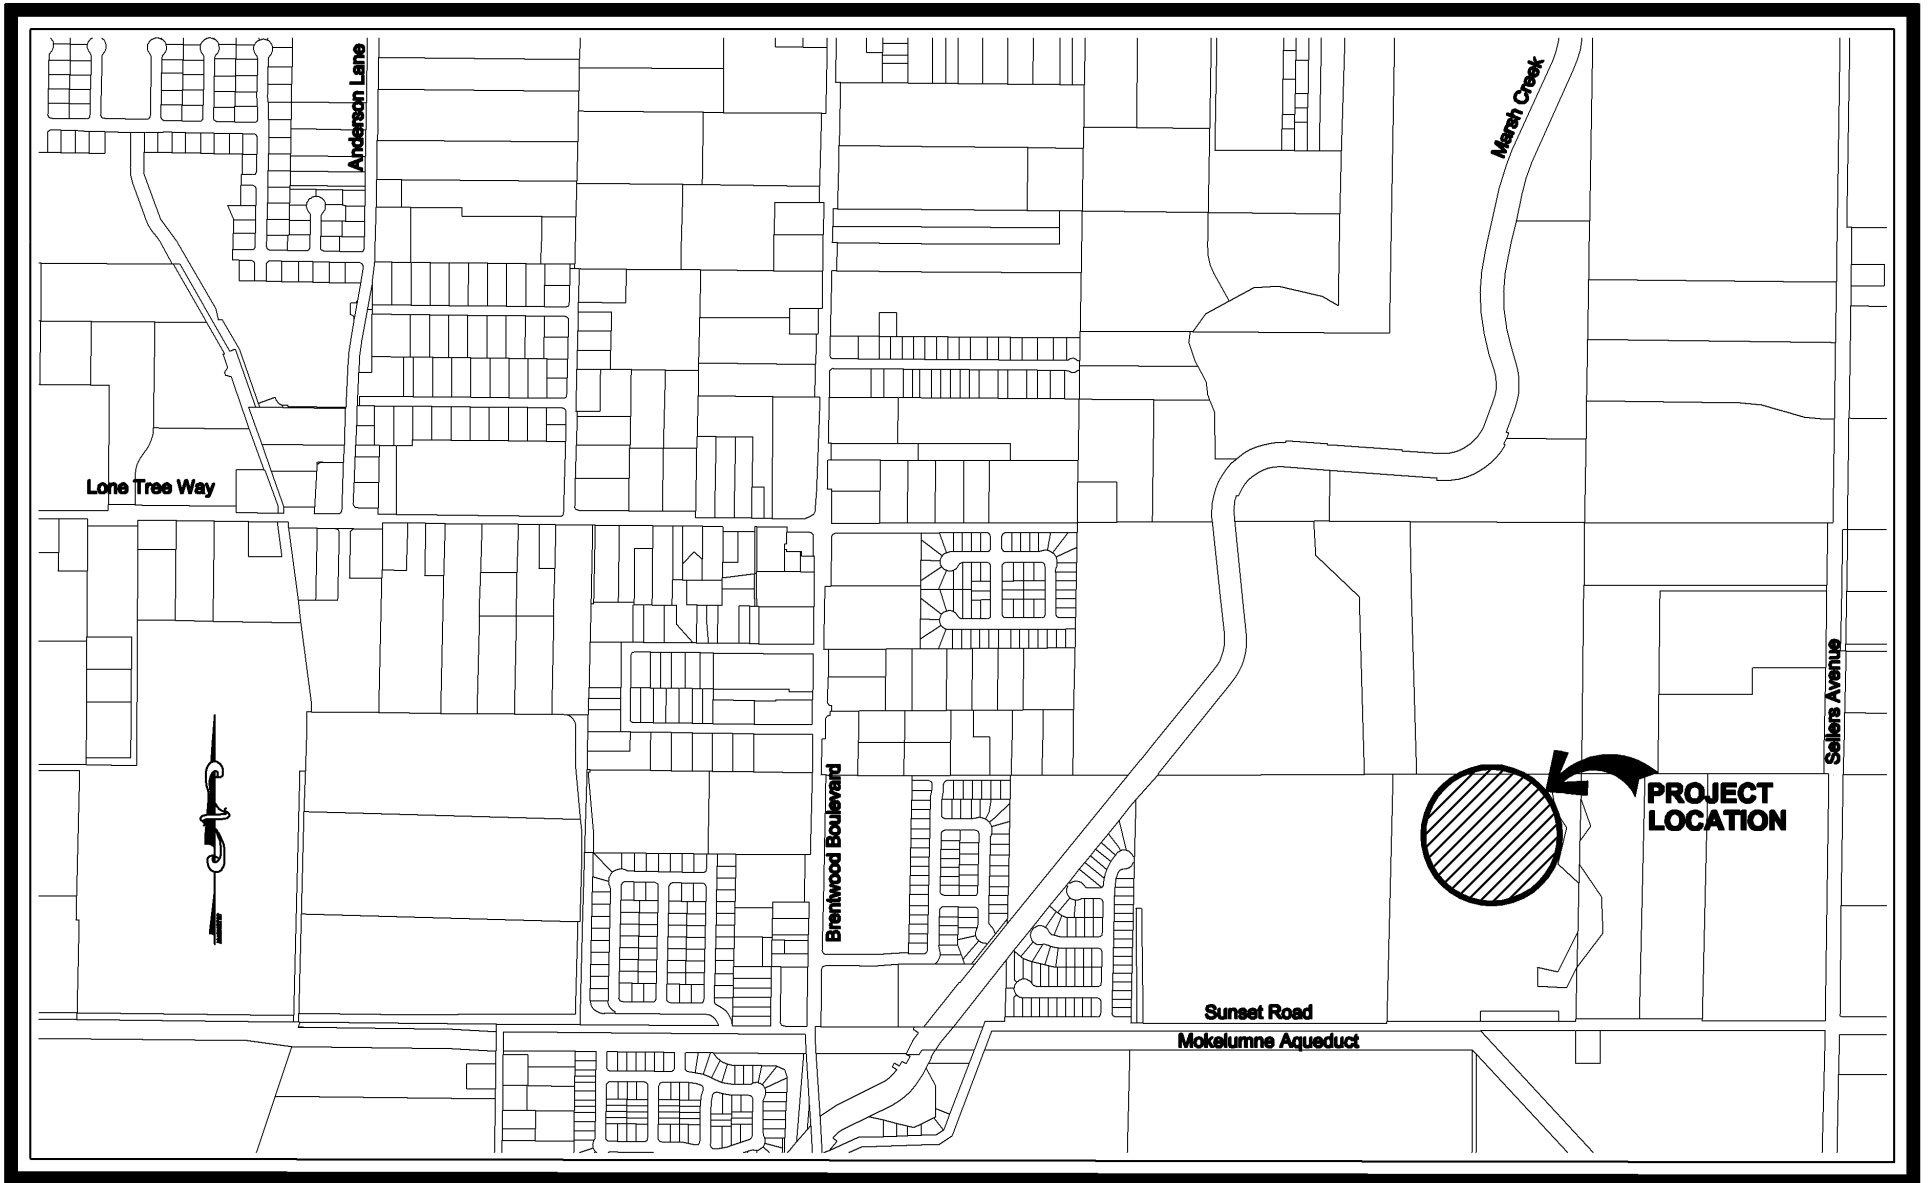 Anderson Lane
Marsh Creek
Lone Tree Way
Sellers Avenue
Brentwood Boulevard
PROJECT
LOCATION
Sunset Road
Mokelumne Aqueduct